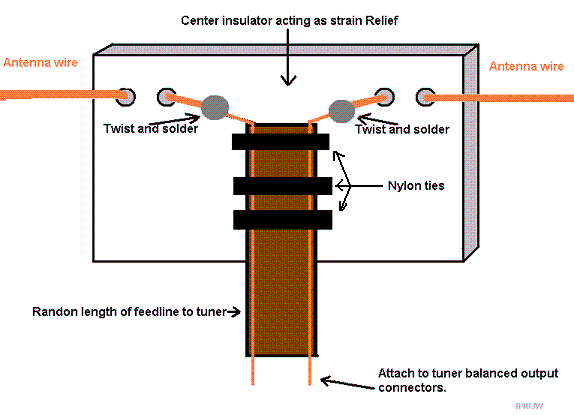 Center insulator acting as strain Relief
Antenna wire
Antenna wire
Twist and solder
Twist and solder
Nylon ties
Randon length of feedline to tuner
Attach to tuner balanced output
connectors.